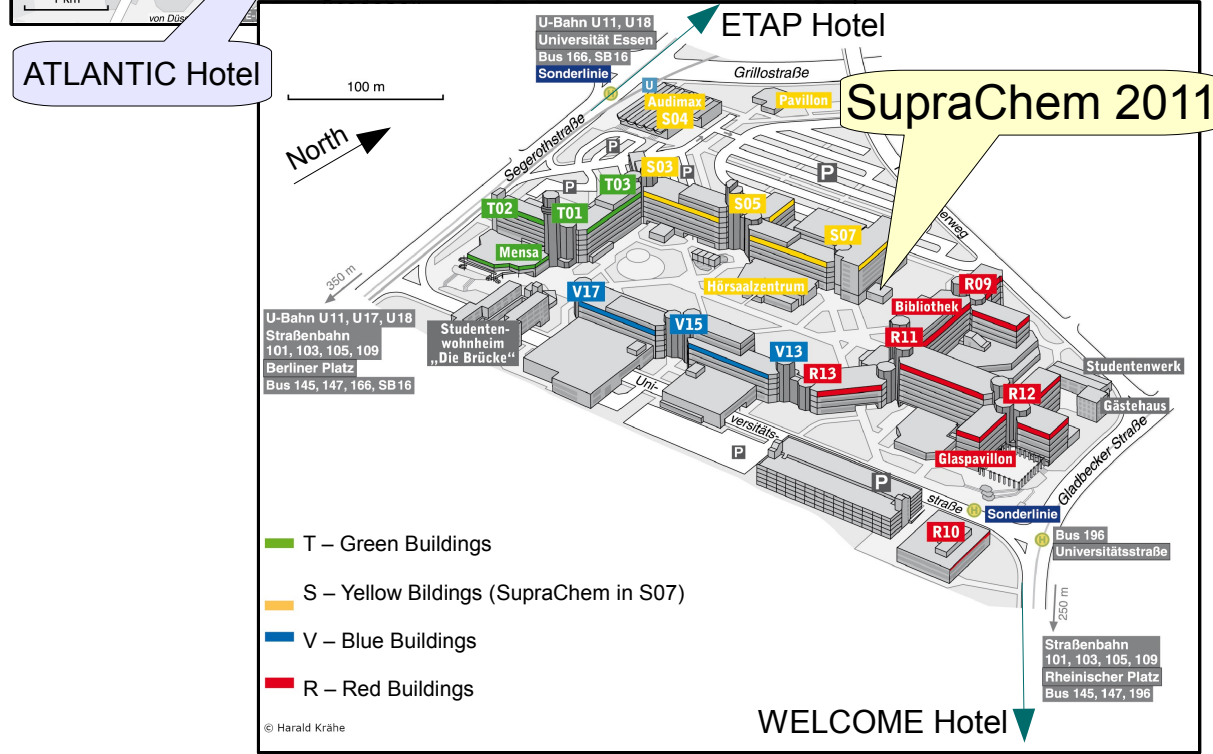 1 km
von Düss
ATLANTIC Hotel
U-Bahn U11, U18
Universität Essen
Bus 166, SB16
Sonderlinie
ETAP Hotel
100 m
North
Segerothstraße
Grillostraße
U
H
Audimax
S04
Pavillon
SupraChem 2011
P
P
P
P
S03
T03
T02
T01
S05
S07
erweg
Mensa
Hörsaalzentrum
350 m
U-Bahn U11, U17, U18
Straßenbahn
101, 103, 105, 109
Berliner Platz
Bus 145, 147, 166, SB16
Studenten-
wohnheim
„Die Brücke“
V17
V15
V13
R13
R09
Bibliothek
R11
R12
Studentenwerk
Gästehaus
Glaspavillon
Gladbecker Straße
Uni-
versitäts-
straße
P
P
H
Sonderlinie
R10
H
Bus 196
Universitätsstraße
250 m
Straßenbahn
101, 103, 105, 109
Rheinischer Platz
Bus 145, 147, 196
T – Green Buildings
S – Yellow Bildings (SupraChem in S07)
V – Blue Buildings
R – Red Buildings
WELCOME Hotel
© Harald Krähe